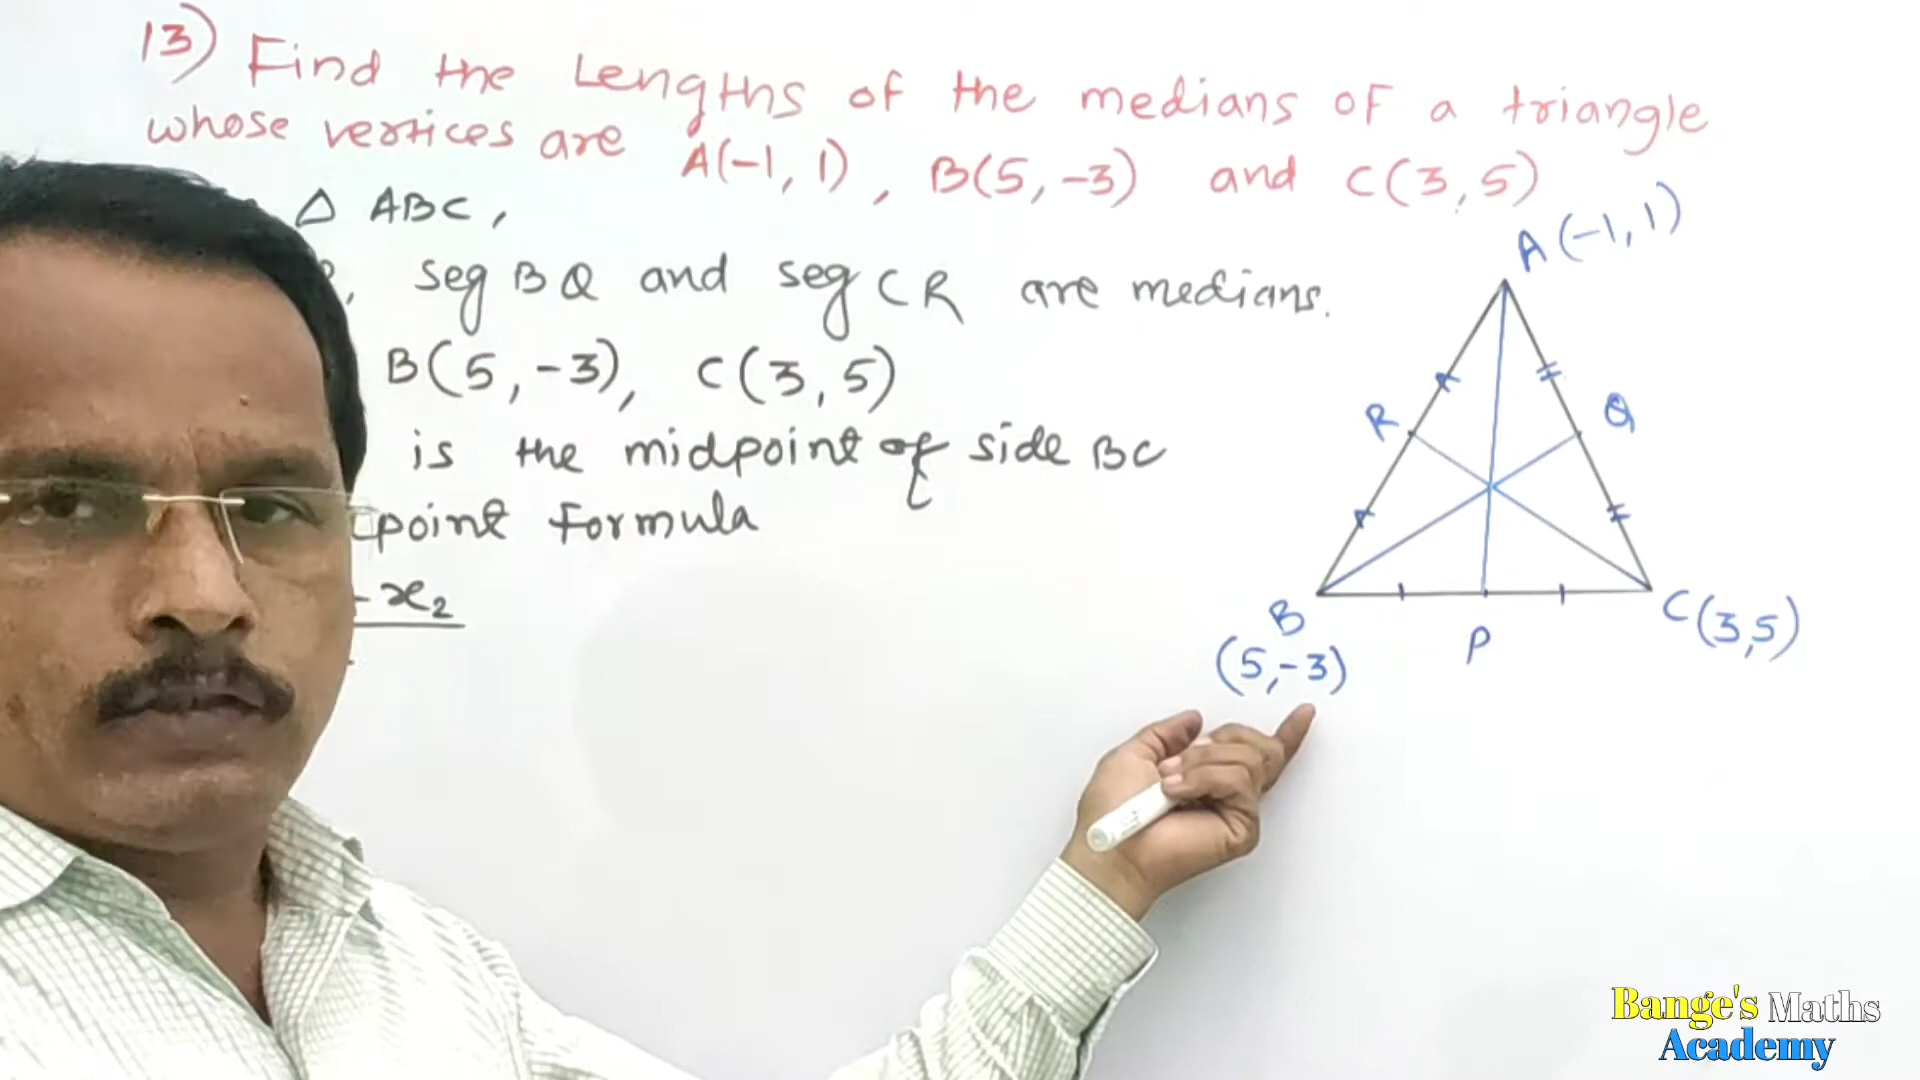 13) Find the Lengths of the medians of a triangle
whose vertices are A(-1, 1), B(5, -3) and C(3, 5)
△ ABC,
, seg BQ and seg CR are medians.
B(5, -3), C(3, 5)
is the midpoint of side BC
point formula
x₂
A(-1, 1)
R
Q
B
(5, -3)
P
C(3, 5)
Bange's Maths
Academy